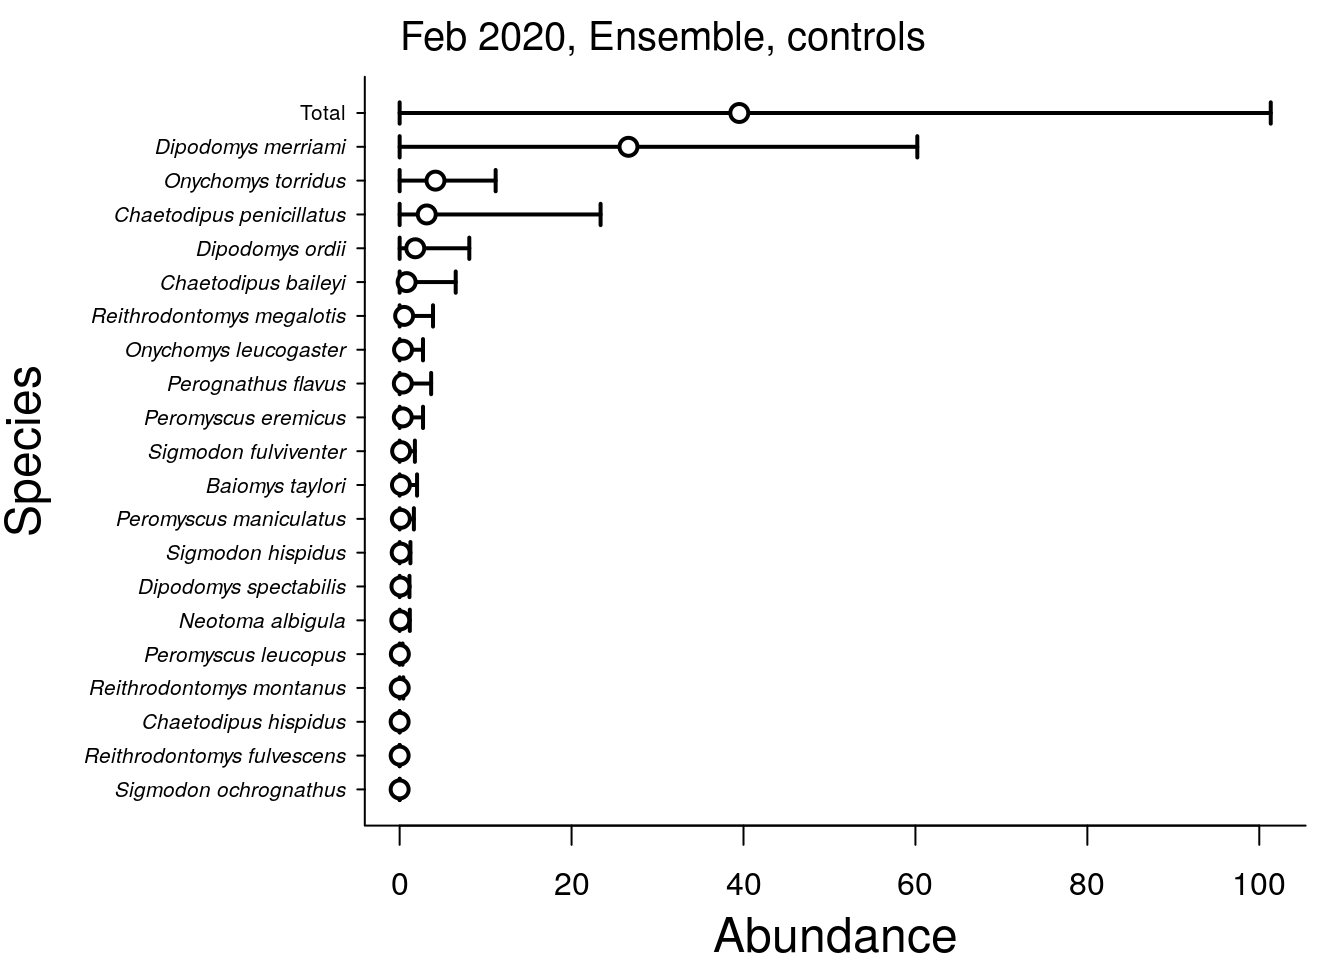 Feb 2020, Ensemble, controls
Total
Dipodomys merriami
Onychomys torridus
Chaetodipus penicillatus
Dipodomys ordii
Chaetodipus baileyi
Reithrodontomys megalotis
Onychomys leucogaster
Perognathus flavus
Peromyscus eremicus
Sigmodon fulviventer
Baiomys taylori
Peromyscus maniculatus
Sigmodon hispidus
Dipodomys spectabilis
Neotoma albigula
Peromyscus leucopus
Reithrodontomys montanus
Chaetodipus hispidus
Reithrodontomys fulvescens
Sigmodon ochrognathus
Species
0 20 40 60 80 100
Abundance